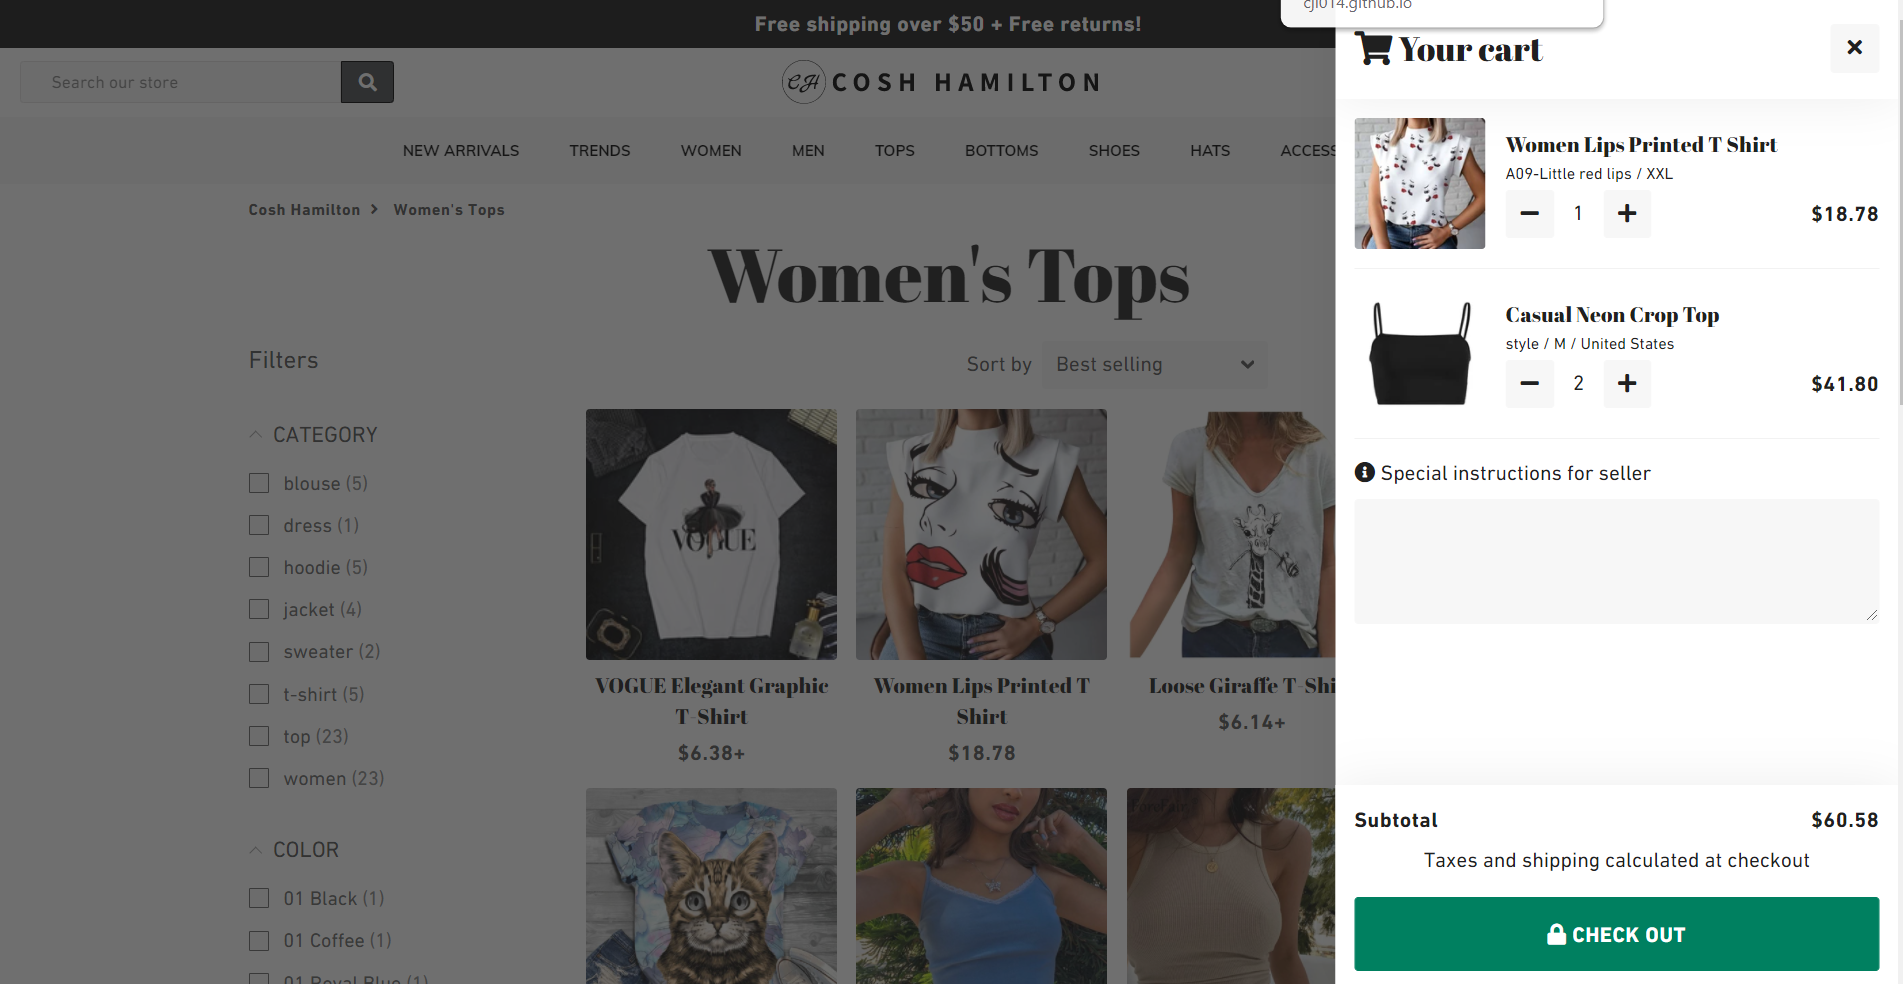 Free shipping over $50 + Free returns!
cjl014.github.io
Search our store
CH COSH HAMILTON
NEW ARRIVALS TRENDS WOMEN MEN TOPS BOTTOMS SHOES HATS ACCESS
Cosh Hamilton Women's Tops
Women's Tops
Filters
Sort by Best selling
CATEGORY
blouse (5)
dress (1)
hoodie (5)
jacket (4)
sweater (2)
t-shirt (5)
top (23)
women (23)
COLOR
01 Black (1)
01 Coffee (1)
01 Royal Blue (1)
VOGUE
VOGUE Elegant Graphic
T-Shirt
$6.38+
Women Lips Printed T
Shirt
$18.78
Loose Giraffe T-Shi
$6.14+
Your cart
Women Lips Printed T Shirt
A09-Little red lips / XXL
1
$18.78
Casual Neon Crop Top
style / M / United States
2
$41.80
Special instructions for seller
Subtotal $60.58
Taxes and shipping calculated at checkout
CHECK OUT